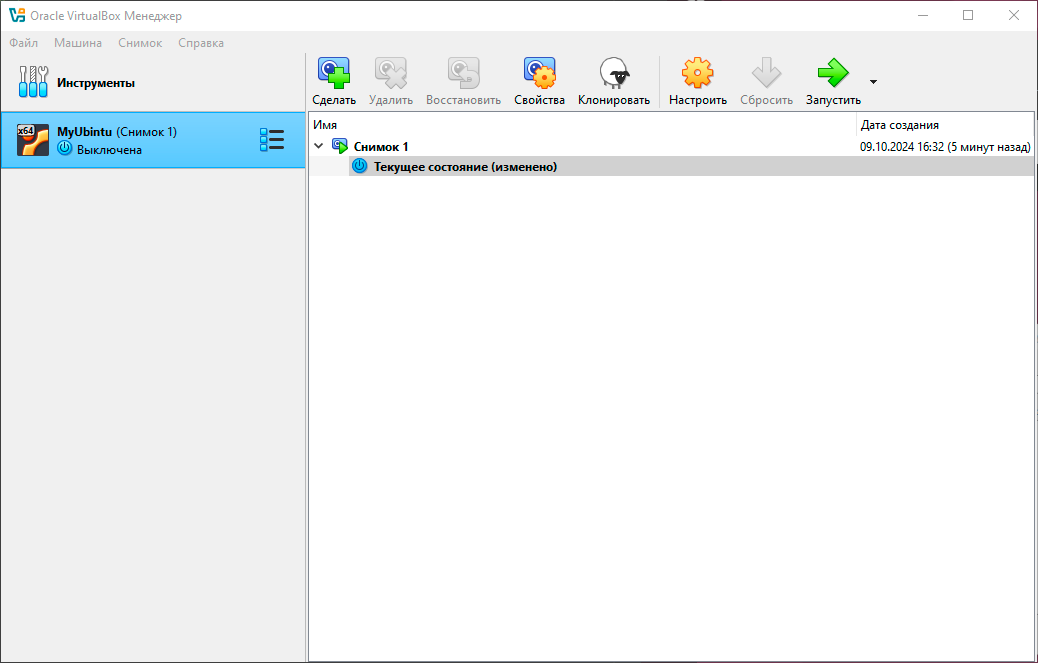 Oracle VirtualBox Менеджер
Файл Машина Снимок Справка
Инструменты
Сделать Удалить Восстановить Свойства Клонировать Настроить Сбросить Запустить
x64
MyUbintu (Снимок 1)
Выключена
Имя Дата создания
Снимок 1 09.10.2024 16:32 (5 минут назад)
Текущее состояние (изменено)